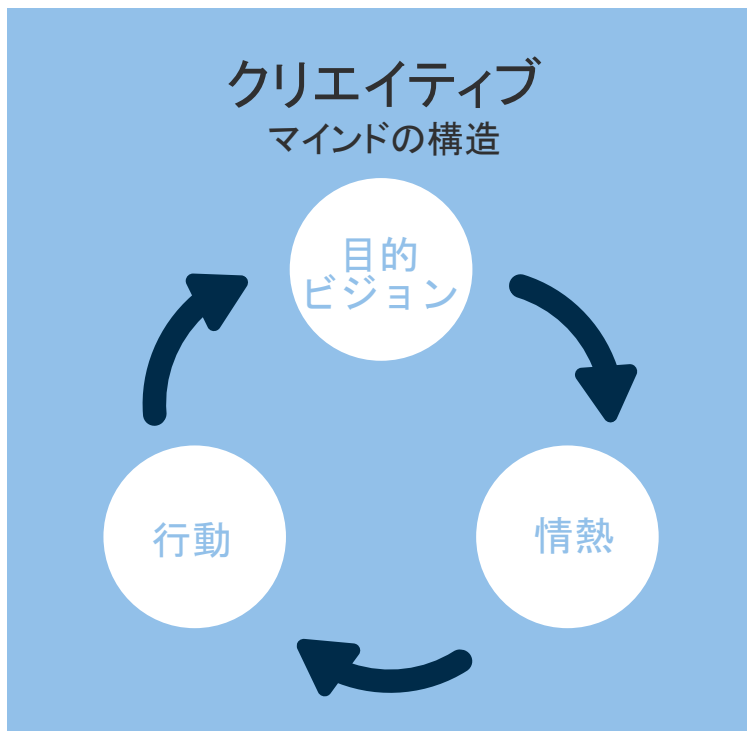 クリエイティブ
マインドの構造
目的
ビジョン
行動
情熱